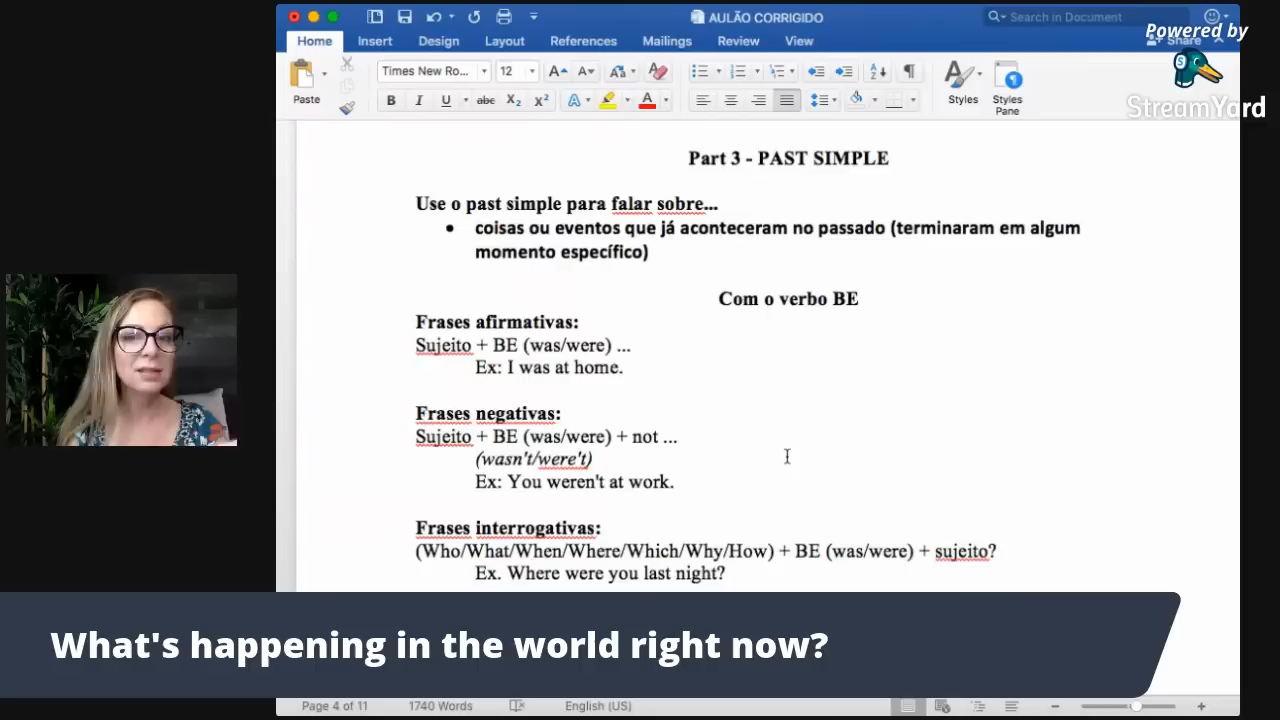 AULÃO CORRIGIDO
Search in Document
Powered by
Home Insert Design Layout References Mailings Review View
Share
Times New Ro... 12
StreamYard
Paste
B I U abc X₂ X²
Styles
Styles Pane
Part 3 - PAST SIMPLE
Use o past simple para falar sobre...
• coisas ou eventos que já aconteceram no passado (terminaram em algum
momento específico)
Com o verbo BE
Frases afirmativas:
Sujeito + BE (was/were) ...
Ex: I was at home.
Frases negativas:
Sujeito + BE (was/were) + not ...
(wasn't/were't)
Ex: You weren't at work.
Frases interrogativas:
(Who/What/When/Where/Which/Why/How) + BE (was/were) + sujeito?
Ex. Where were you last night?
What's happening in the world right now?
Page 4 of 11 1740 Words English (US)